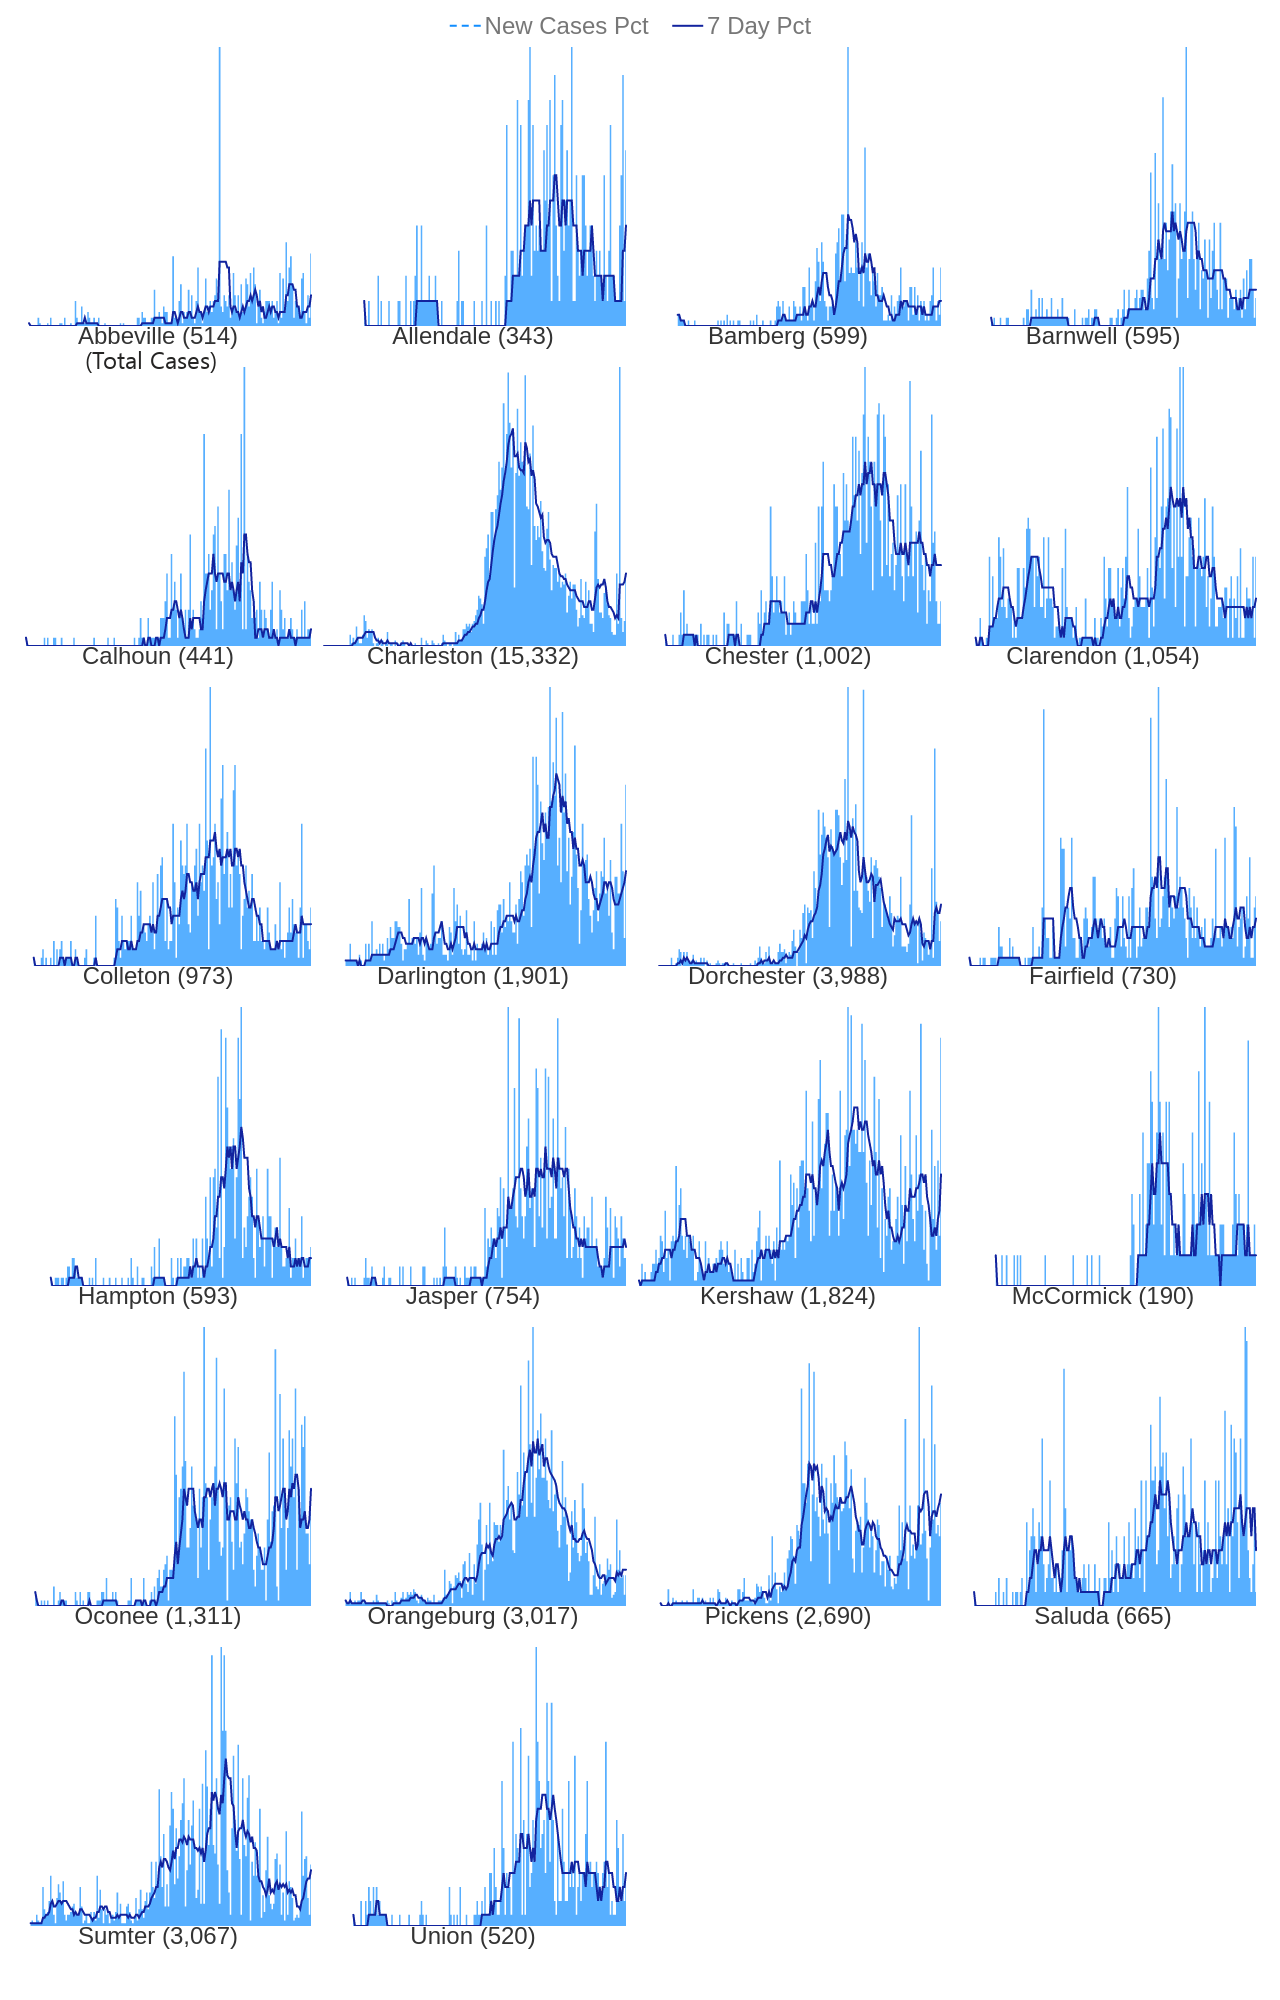 New Cases Pct 7 Day Pct
Abbeville (514) Allendale (343) Bamberg (599) Barnwell (595)
(Total Cases)
Calhoun (441) Charleston (15,332) Chester (1,002) Clarendon (1,054)
Colleton (973) Darlington (1,901) Dorchester (3,988) Fairfield (730)
Hampton (593) Jasper (754) Kershaw (1,824) McCormick (190)
Oconee (1,311) Orangeburg (3,017) Pickens (2,690) Saluda (665)
Sumter (3,067) Union (520)